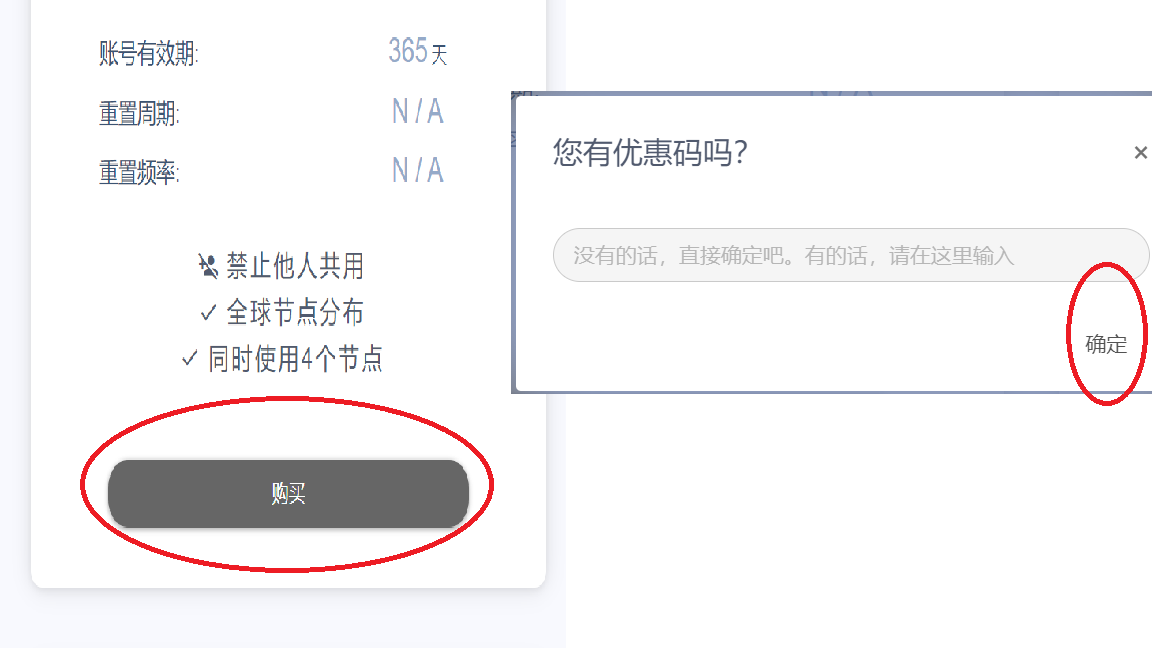 账号有效期: 365天
重置周期: N/A
重置频率: N/A
禁止他人共用
✓ 全球节点分布
✓ 同时使用4个节点
购买
您有优惠码吗?
×
没有的话，直接确定吧。有的话，请在这里输入
确定